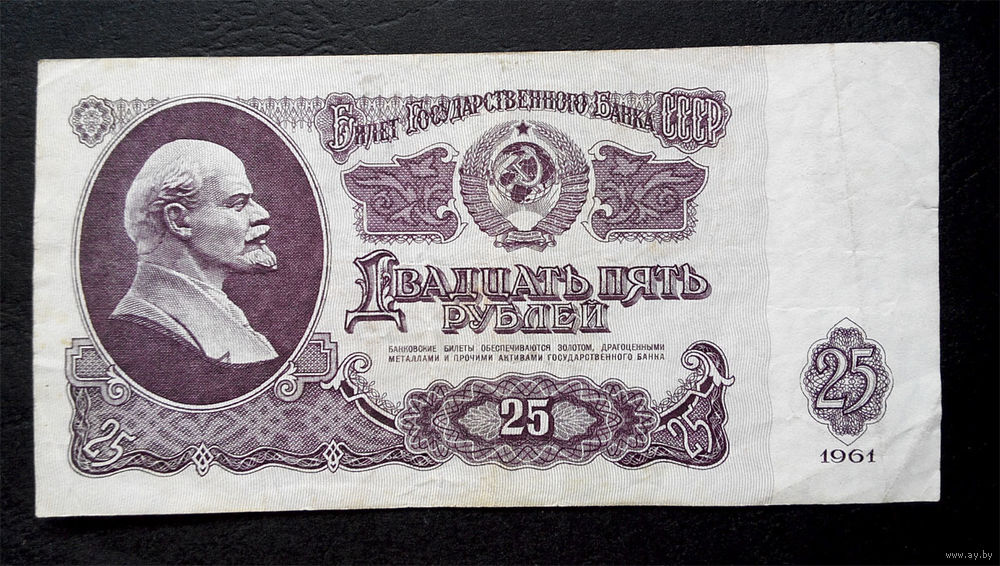 Билет Государственного Банка СССР
Двадцать пять
рублей
БАНКОВСКИЕ БИЛЕТЫ ОБЕСПЕЧИВАЮТСЯ ЗОЛОТОМ, ДРАГОЦЕННЫМИ
МЕТАЛЛАМИ И ПРОЧИМИ АКТИВАМИ ГОСУДАРСТВЕННОГО БАНКА
25
25
25
25
1961
www.ay.by